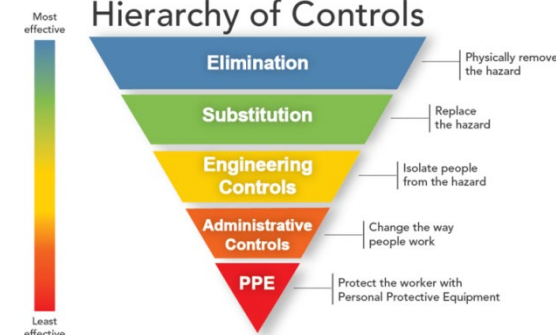 Hierarchy of Controls
Most
effective
Elimination
Physically remove
the hazard
Substitution
Replace
the hazard
Engineering
Controls
Isolate people
from the hazard
Administrative
Controls
Change the way
people work
PPE
Protect the worker with
Personal Protective Equipment
Least
effective